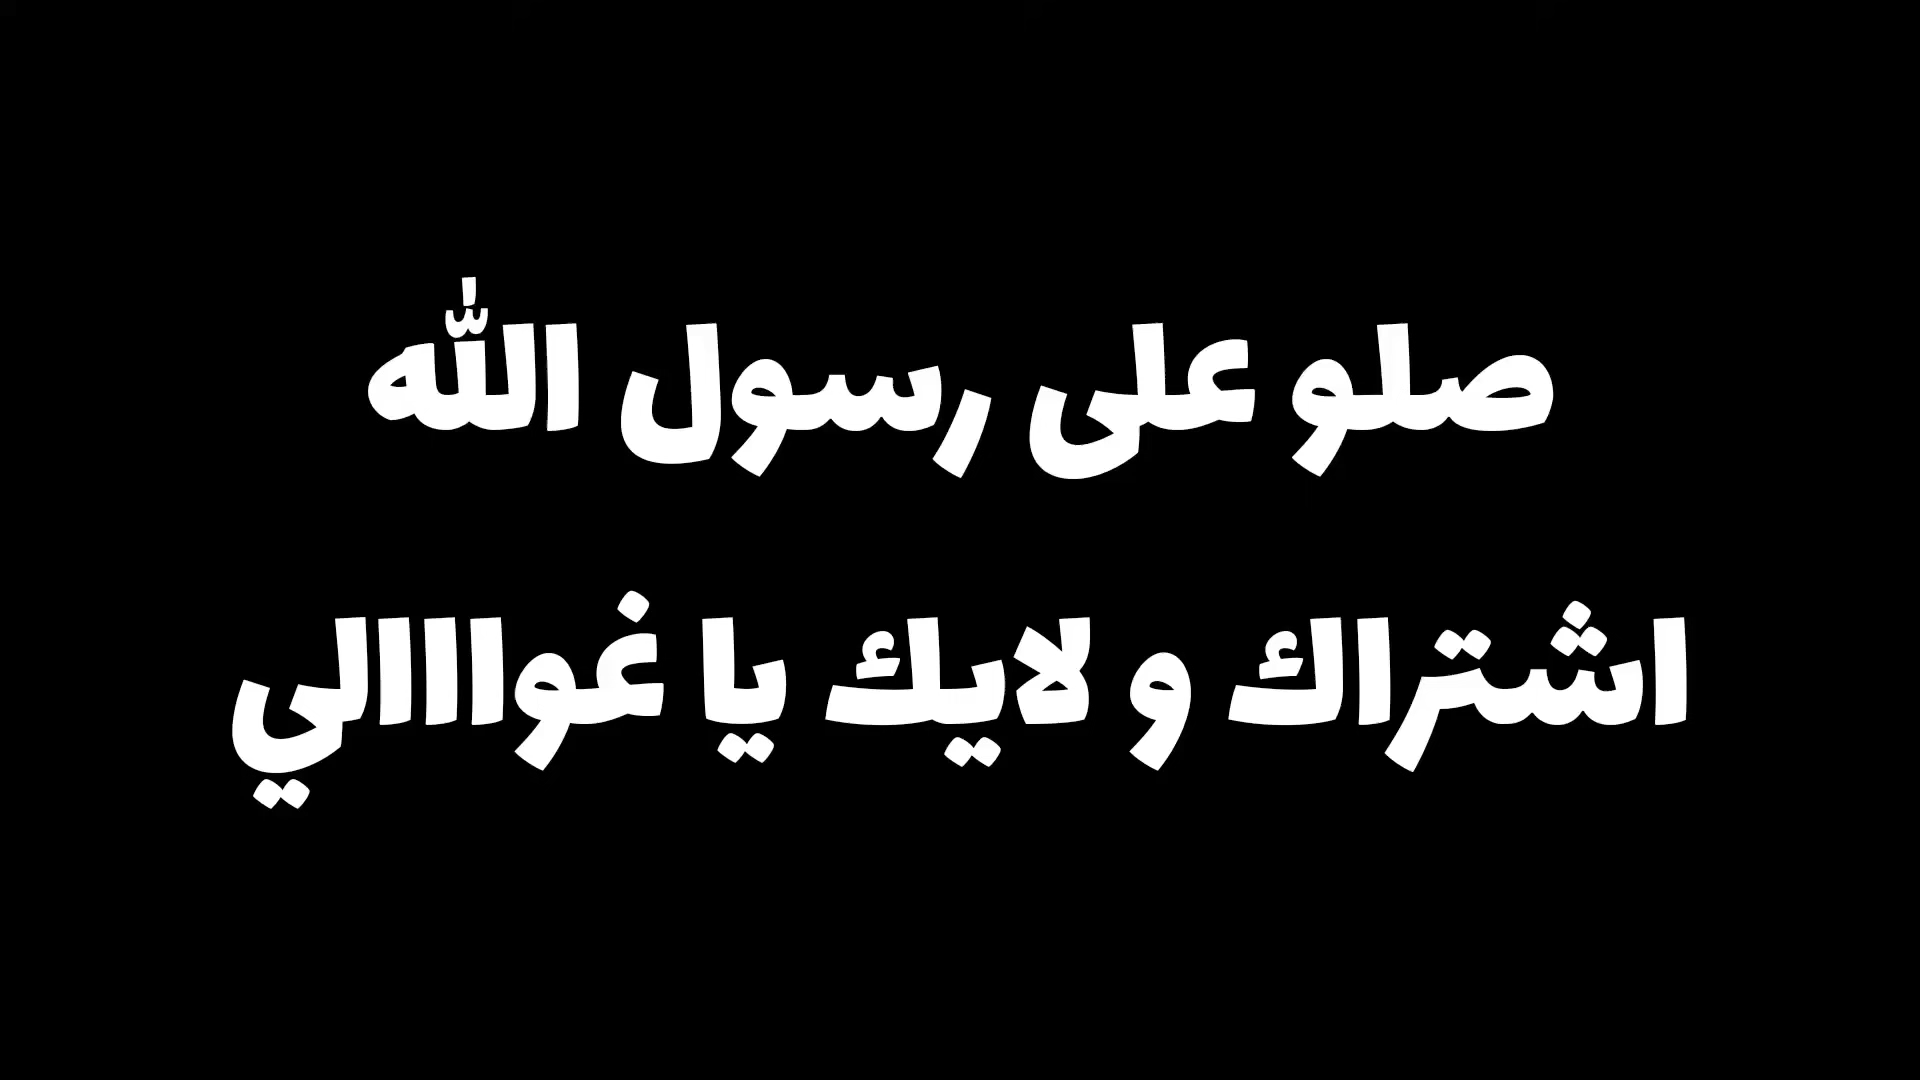 صلو على رسول الله
اشتراك و لايك يا غواااالي